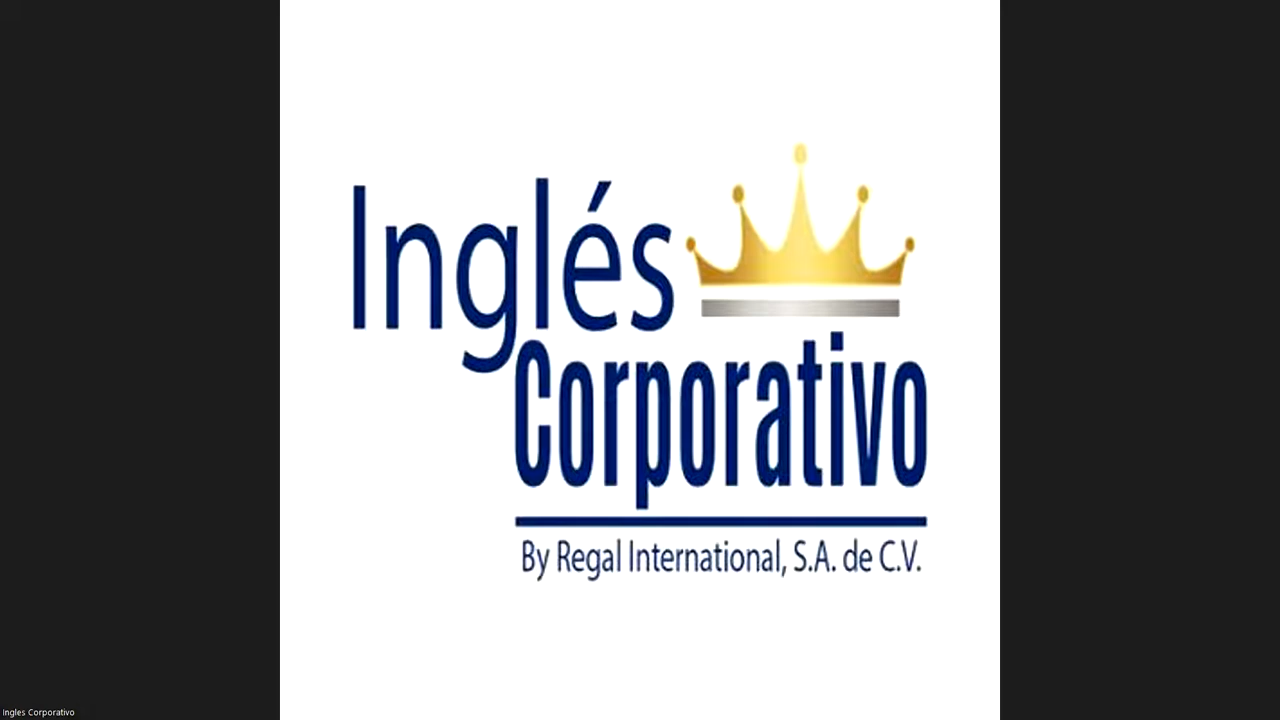 Inglés
Corporativo
By Regal International, S.A. de C.V.
Ingles Corporativo